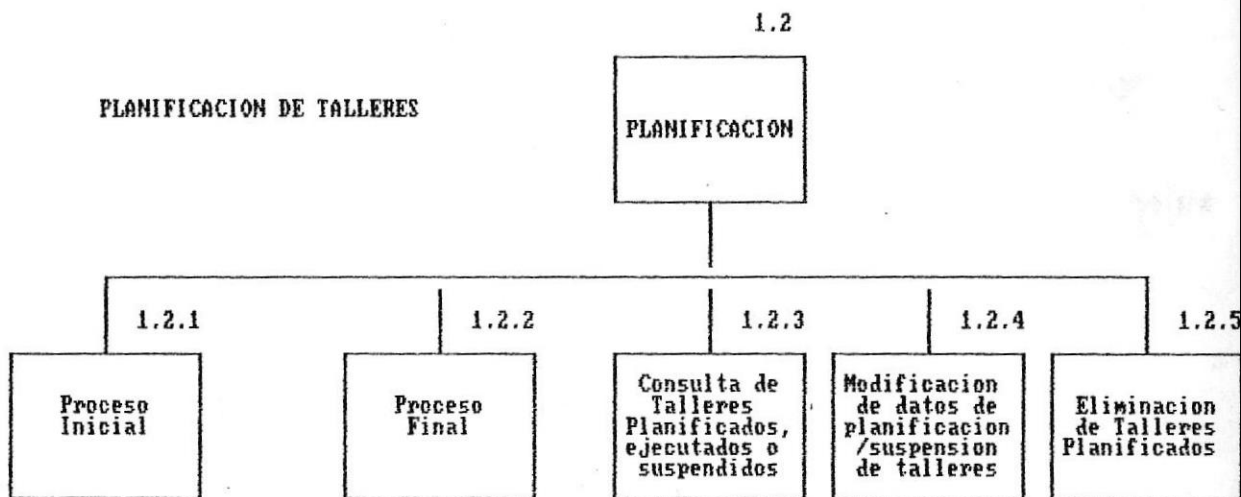 1.2
PLANIFICACION DE TALLERES
PLANIFICACION
1.2.1
1.2.2
1.2.3
1.2.4
1.2.5
Proceso
Inicial
Proceso
Final
Consulta de
Talleres
Planificados,
ejecutados o
suspendidos
Modificacion
de datos de
planificacion
/suspension
de talleres
Eliminacion
de Talleres
Planificados